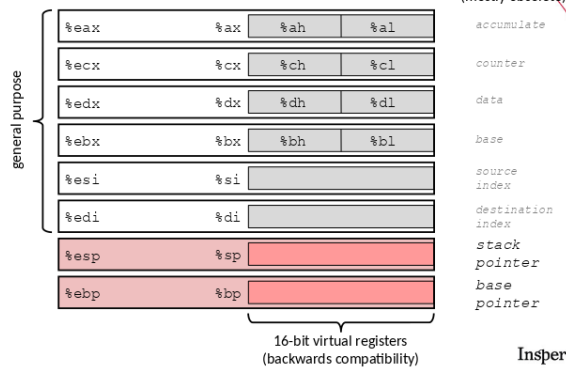 (mostly obsolete)
%eax %ax %ah %al accumulate
%ecx %cx %ch %cl counter
%edx %dx %dh %dl data
%ebx %bx %bh %bl base
%esi %si source index
%edi %di destination index
%esp %sp stack pointer
%ebp %bp base pointer
general purpose
16-bit virtual registers
(backwards compatibility)
Insper